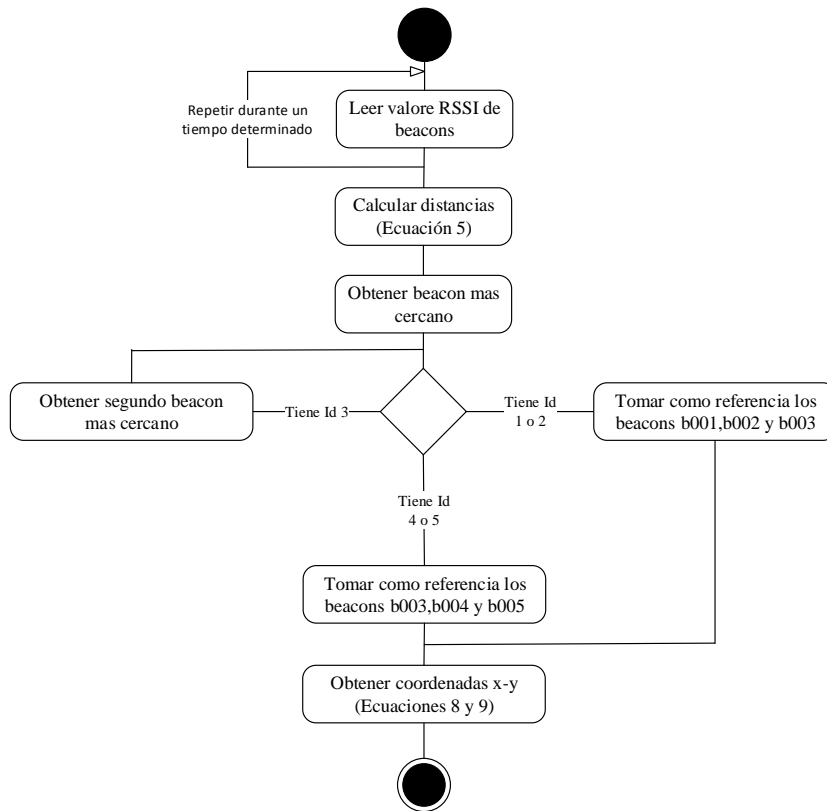 Repetir durante un
tiempo determinado
Leer valore RSSI de
beacons
Calcular distancias
(Ecuación 5)
Obtener beacon mas
cercano
Obtener segundo beacon
mas cercano
Tiene Id 3
Tiene Id
1 o 2
Tomar como referencia los
beacons b001,b002 y b003
Tiene Id
4 o 5
Tomar como referencia los
beacons b003,b004 y b005
Obtener coordenadas x-y
(Ecuaciones 8 y 9)